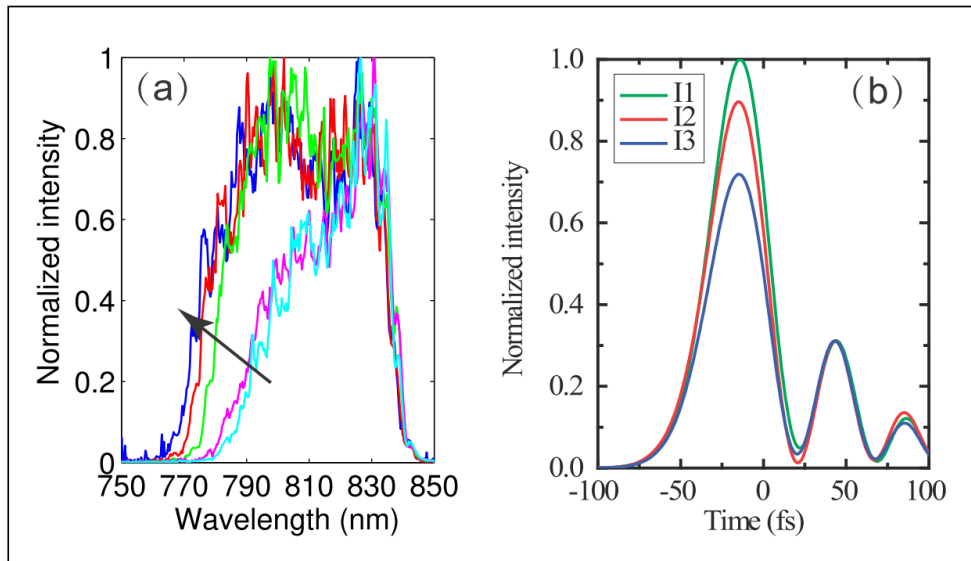 (a)
Normalized intensity
1
0.8
0.6
0.4
0.2
0
750 770 790 810 830 850
Wavelength (nm)
(b)
I1
I2
I3
Normalized intensity
1.0
0.8
0.6
0.4
0.2
0.0
-100 -50 0 50 100
Time (fs)